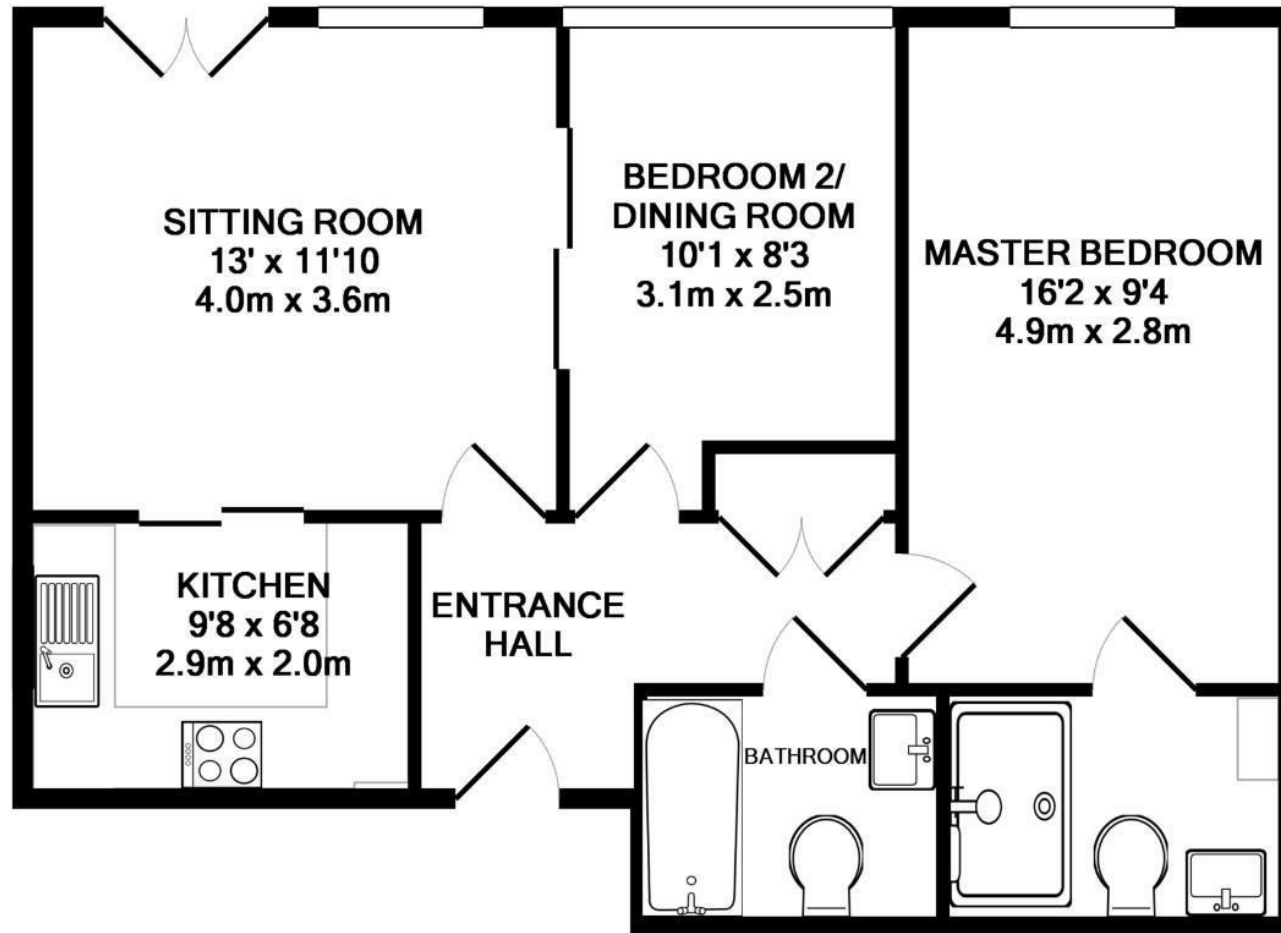 SITTING ROOM
13' x 11'10
4.0m x 3.6m
BEDROOM 2/
DINING ROOM
10'1 x 8'3
3.1m x 2.5m
MASTER BEDROOM
16'2 x 9'4
4.9m x 2.8m
KITCHEN
9'8 x 6'8
2.9m x 2.0m
ENTRANCE
HALL
BATHROOM